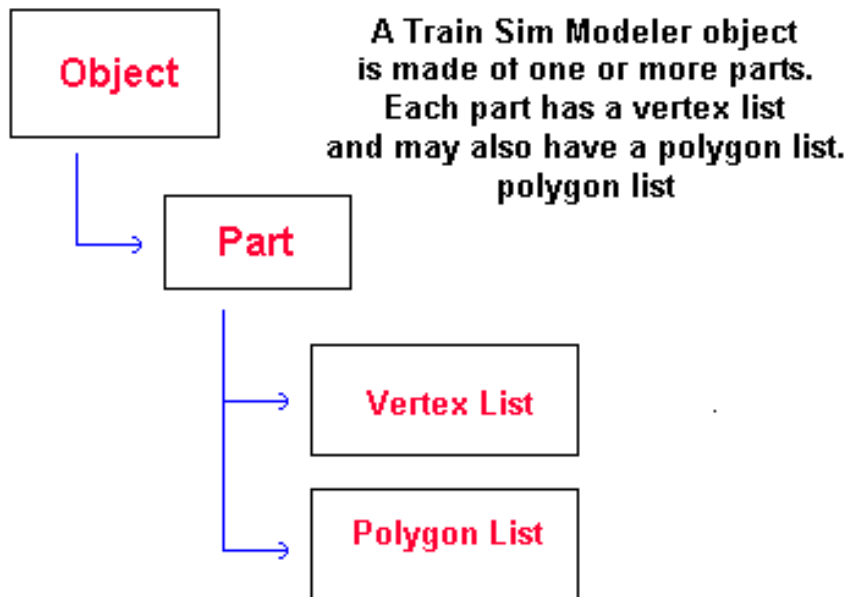 Object
A Train Sim Modeler object
is made of one or more parts.
Each part has a vertex list
and may also have a polygon list.
polygon list
Part
Vertex List
Polygon List